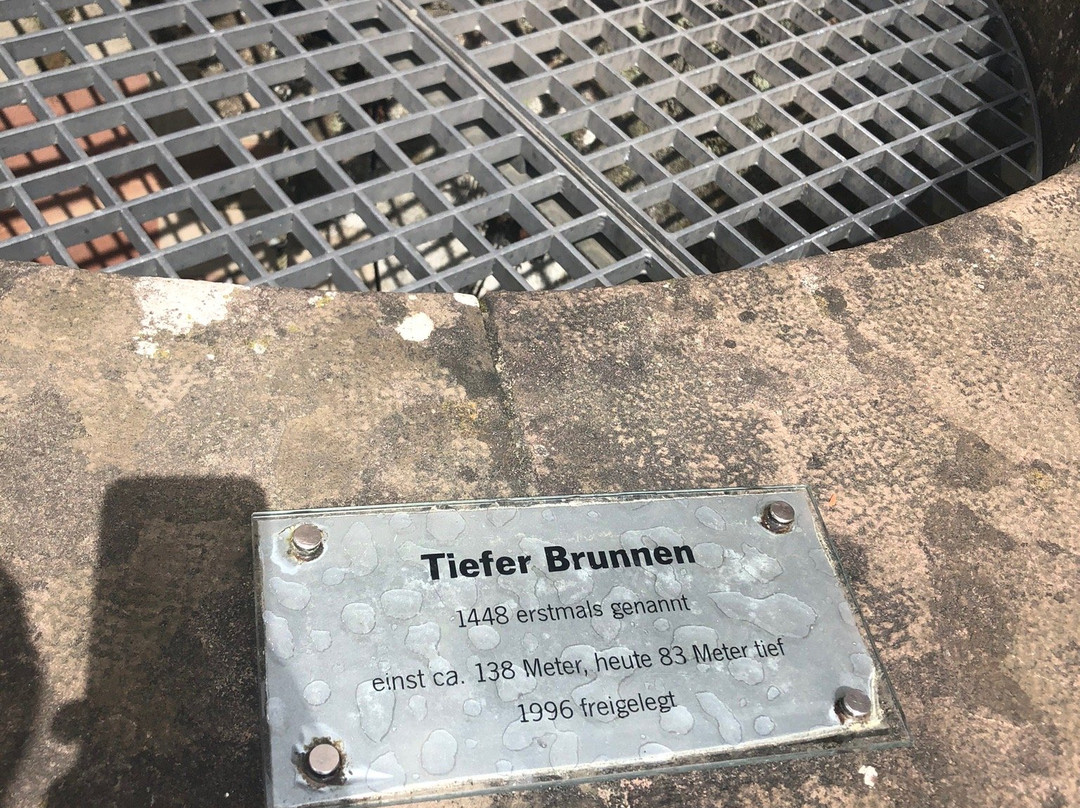 Tiefer Brunnen
1448 erstmals genannt
einst ca. 138 Meter, heute 83 Meter tief
1996 freigelegt